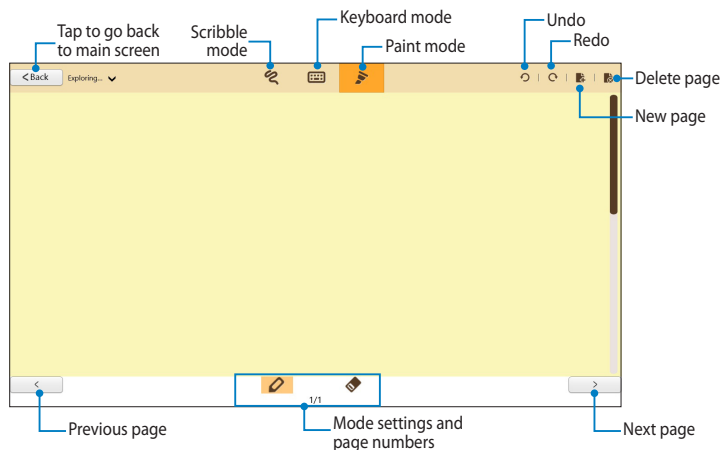 Tap to go back
to main screen
Scribble
mode
Keyboard mode
Paint mode
Undo
Redo
< Back
Exploring...
Delete page
New page
<
1/1
>
Previous page
Mode settings and
page numbers
Next page